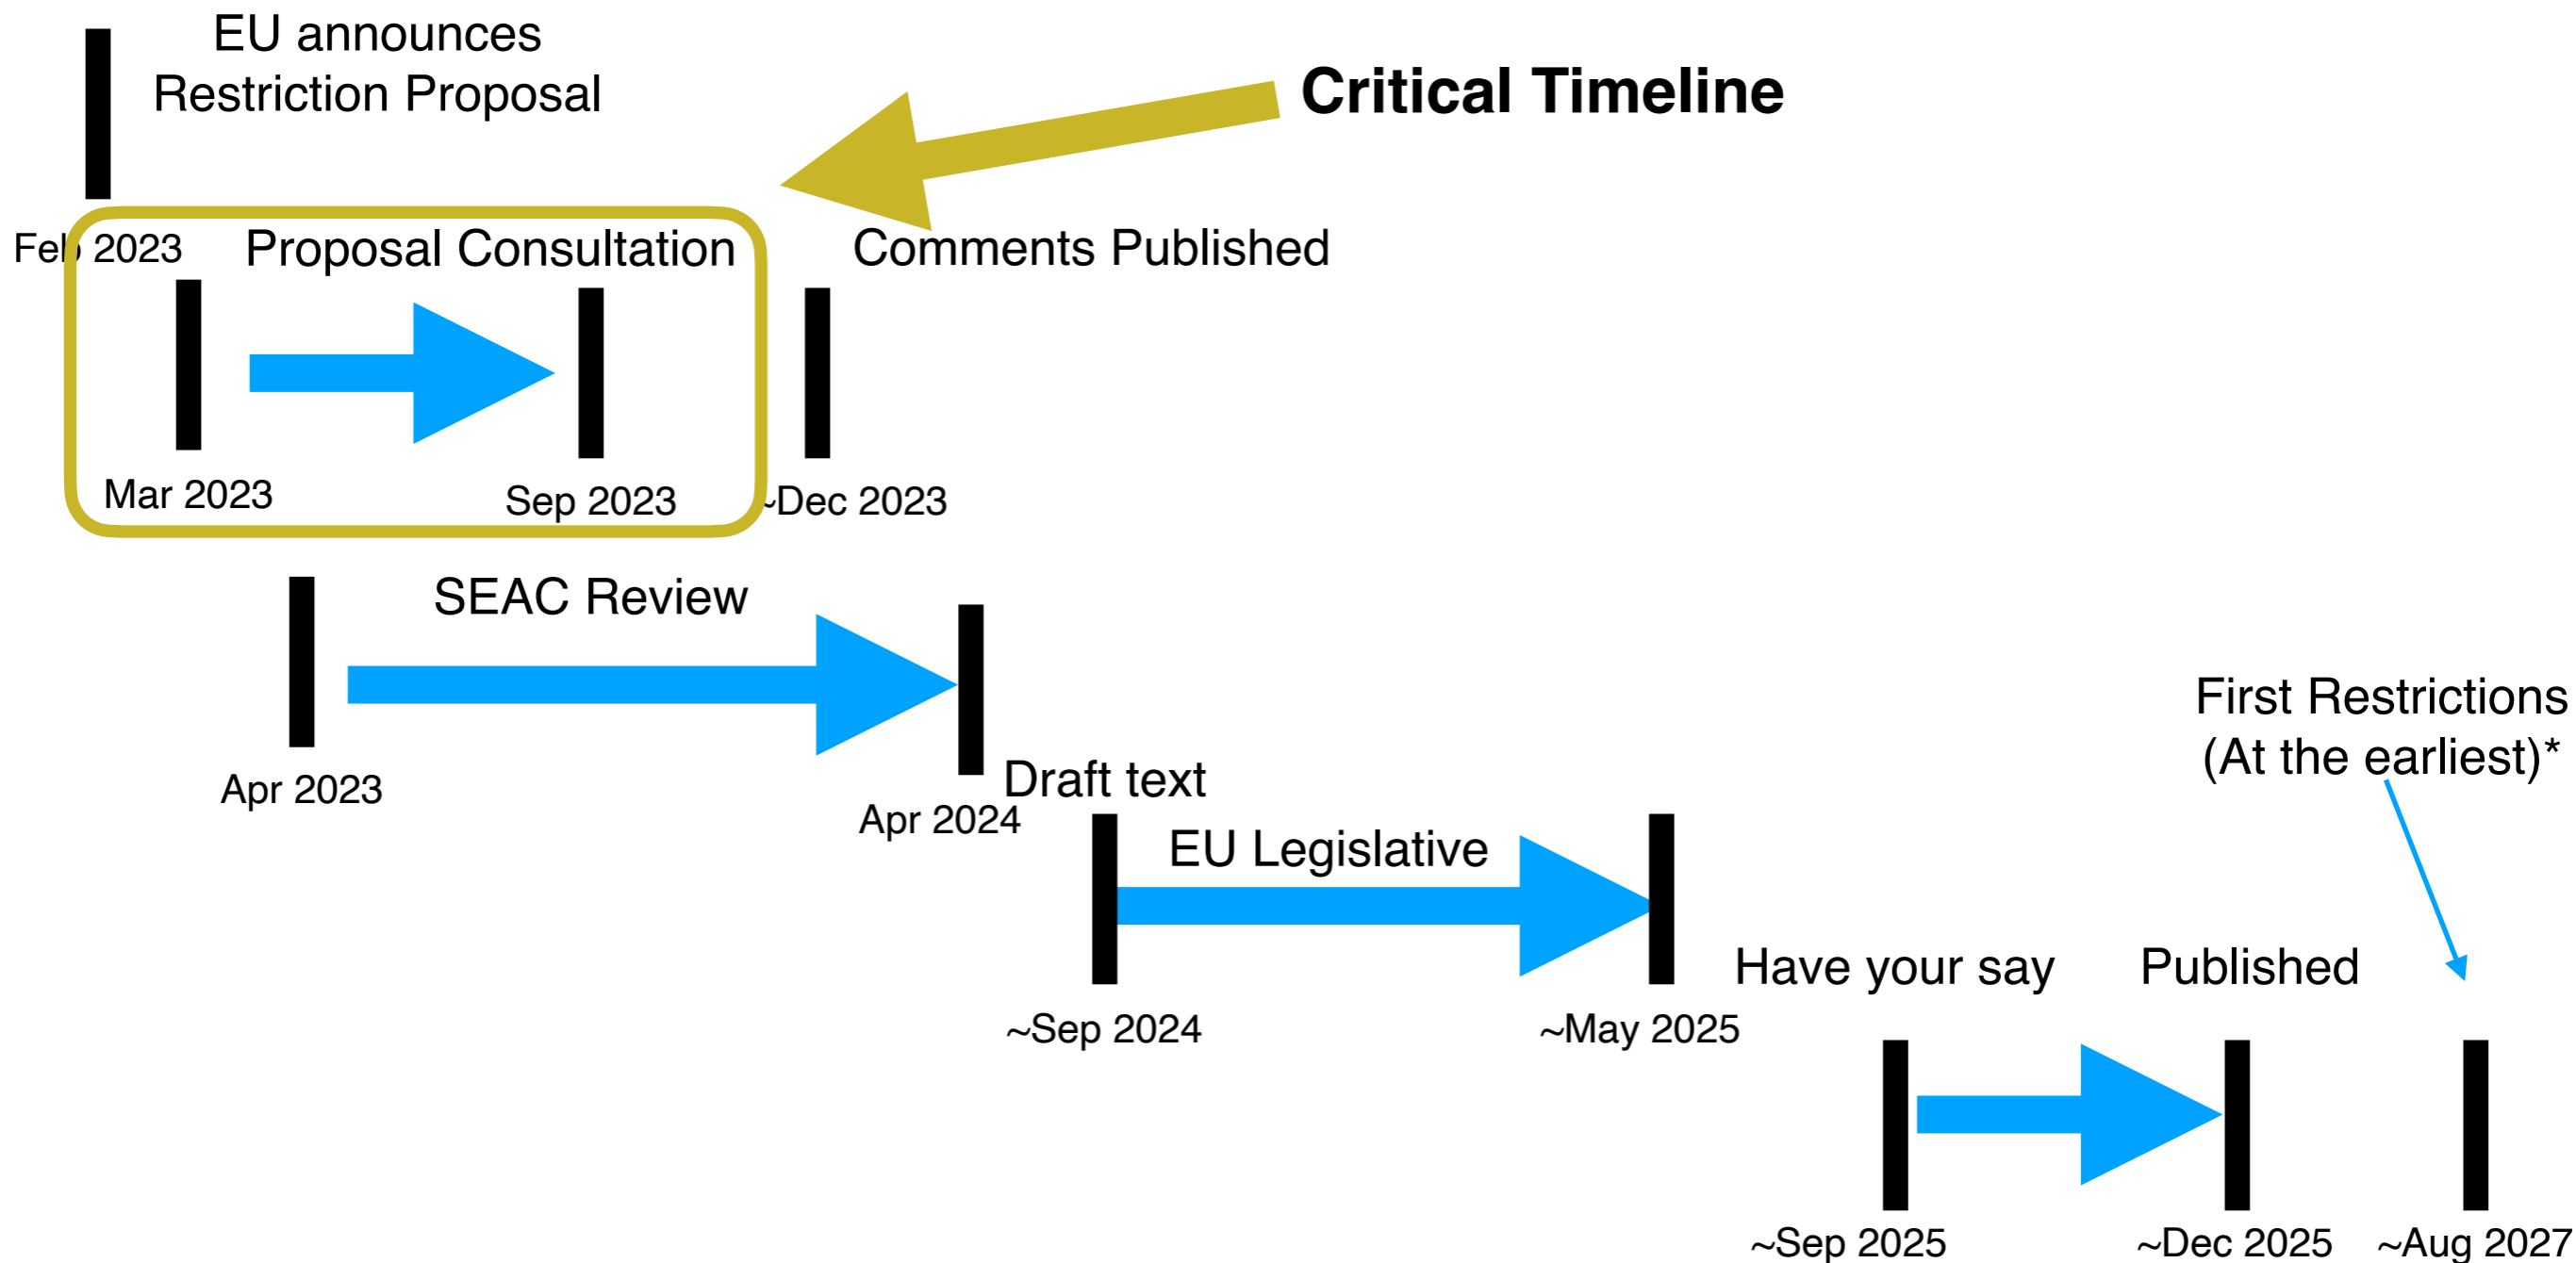 EU announces
Restriction Proposal
Critical Timeline
Feb 2023
Proposal Consultation
Comments Published
Mar 2023
Sep 2023
~Dec 2023
SEAC Review
Apr 2023
Apr 2024
Draft text
EU Legislative
~Sep 2024
~May 2025
First Restrictions
(At the earliest)*
Have your say
Published
~Sep 2025
~Dec 2025
~Aug 2027